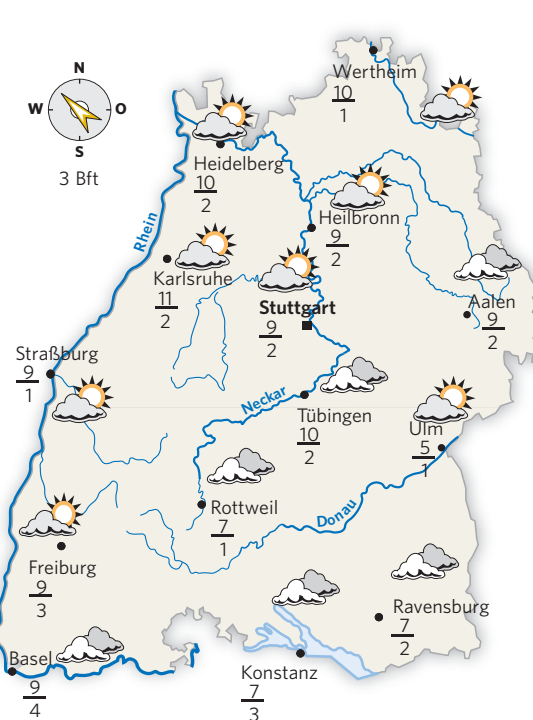 N
W O
S
3 Bft
Wertheim
10
1
Heidelberg
10
2
Rhein
Heilbronn
9
2
Karlsruhe
11
2
Stuttgart
9
2
Aalen
9
2
Straßburg
9
1
Neckar
Tübingen
10
2
Ulm
5
1
Rottweil
7
1
Donau
Freiburg
9
3
Ravensburg
7
2
Basel
9
4
Konstanz
7
3